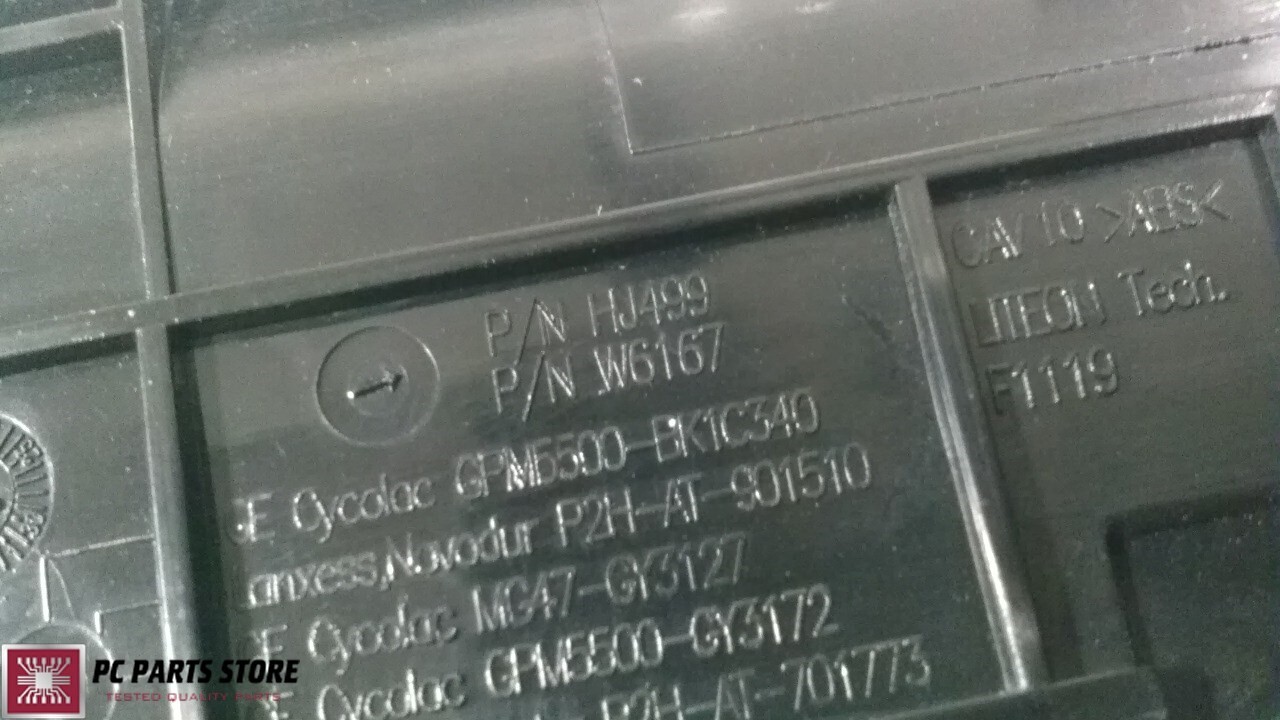 P/N HJ499
P/N W6167
GE Cycolac GPM5500-BK1C340
Lanxess,Novodur P2H-AT-901510
GE Cycolac MG47-GY3127
GE Cycolac GPM5500-GY3172
P2H-AT-701773
CAV 10 >ABS<
LITEON Tech.
F1119
PC PARTS STORE
TESTED QUALITY PARTS